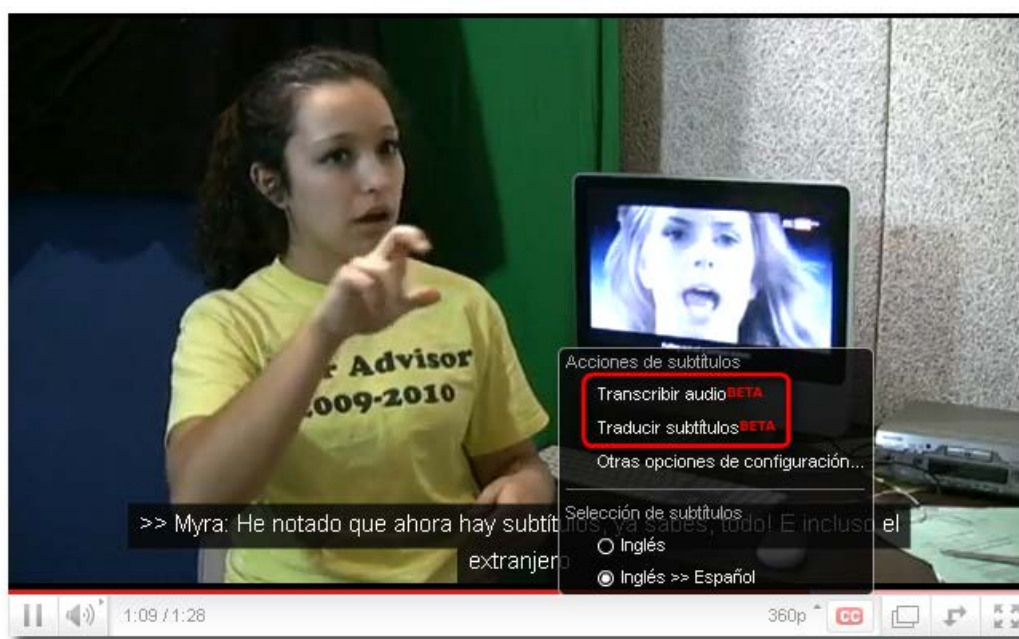 r Advisor
2009-2010
Acciones de subtítulos
Transcribir audio BETA
Traducir subtítulos BETA
Otras opciones de configuración...
Selección de subtítulos
Inglés
Inglés >> Español
>> Myra: He notado que ahora hay subtítulos, ya sabes, todo! E incluso el
extranjero
1:09 / 1:28
360p
CC